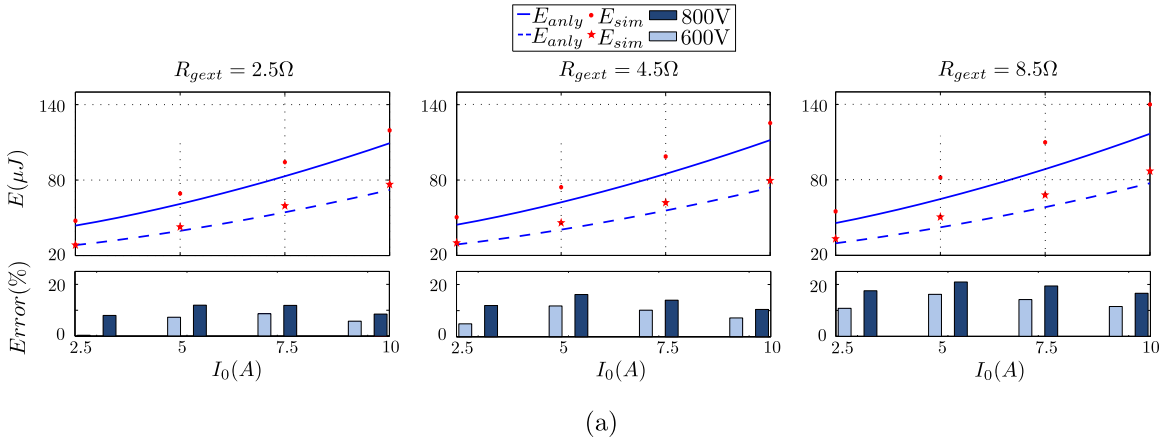 E_anly E_sim 800V
E_anly E_sim 600V
R_gext = 2.5Ω
R_gext = 4.5Ω
R_gext = 8.5Ω
E(μJ)
140
80
20
140
80
20
140
80
20
Error(%)
20
0
20
0
20
0
2.5 5 7.5 10
2.5 5 7.5 10
2.5 5 7.5 10
I_0(A)
I_0(A)
I_0(A)
(a)